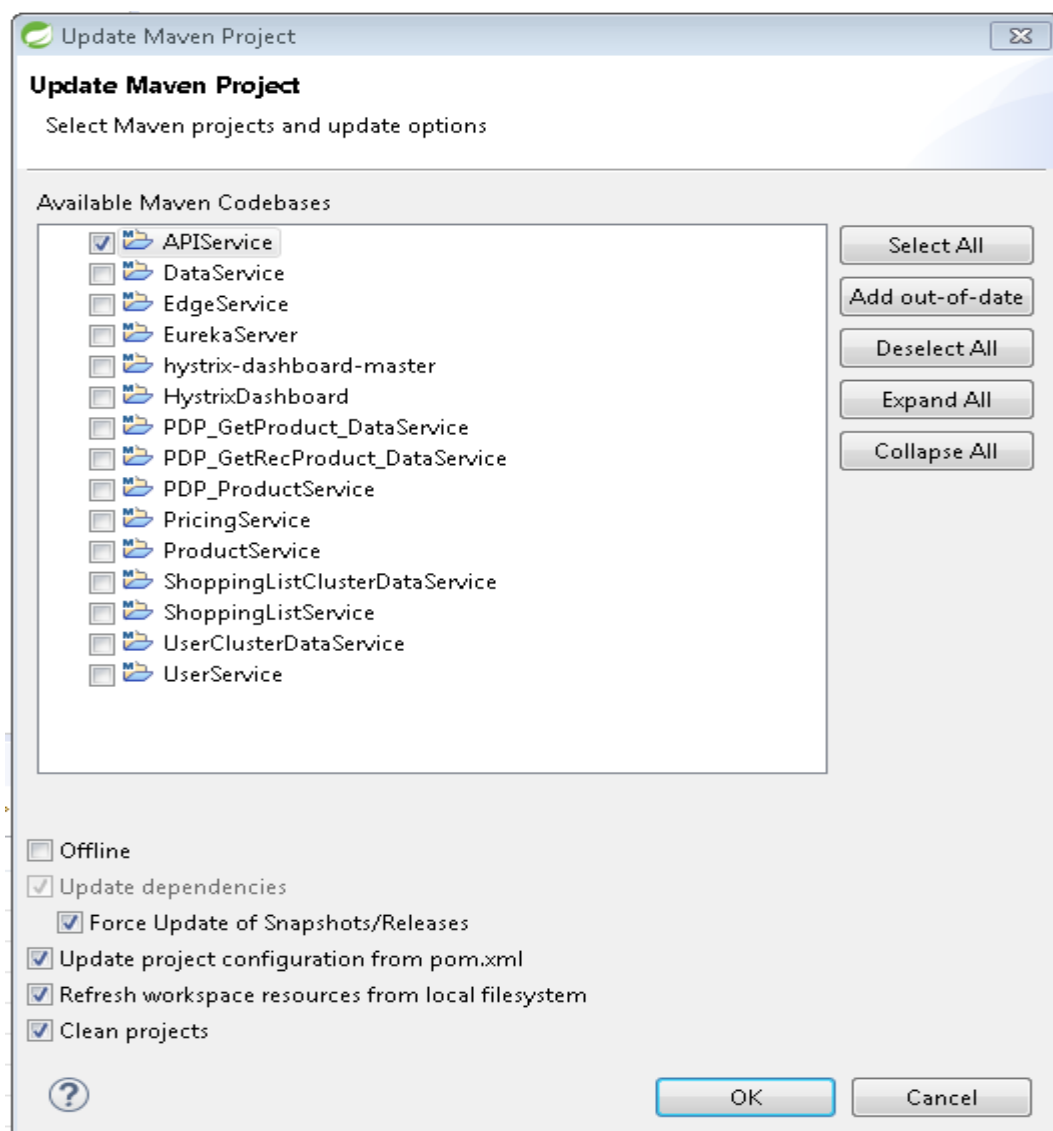 Update Maven Project
Update Maven Project
Select Maven projects and update options
Available Maven Codebases
APIService
DataService
EdgeService
EurekaServer
hystrix-dashboard-master
HystrixDashboard
PDP_GetProduct_DataService
PDP_GetRecProduct_DataService
PDP_ProductService
PricingService
ProductService
ShoppingListClusterDataService
ShoppingListService
UserClusterDataService
UserService
Select All
Add out-of-date
Deselect All
Expand All
Collapse All
Offline
Update dependencies
Force Update of Snapshots/Releases
Update project configuration from pom.xml
Refresh workspace resources from local filesystem
Clean projects
OK
Cancel